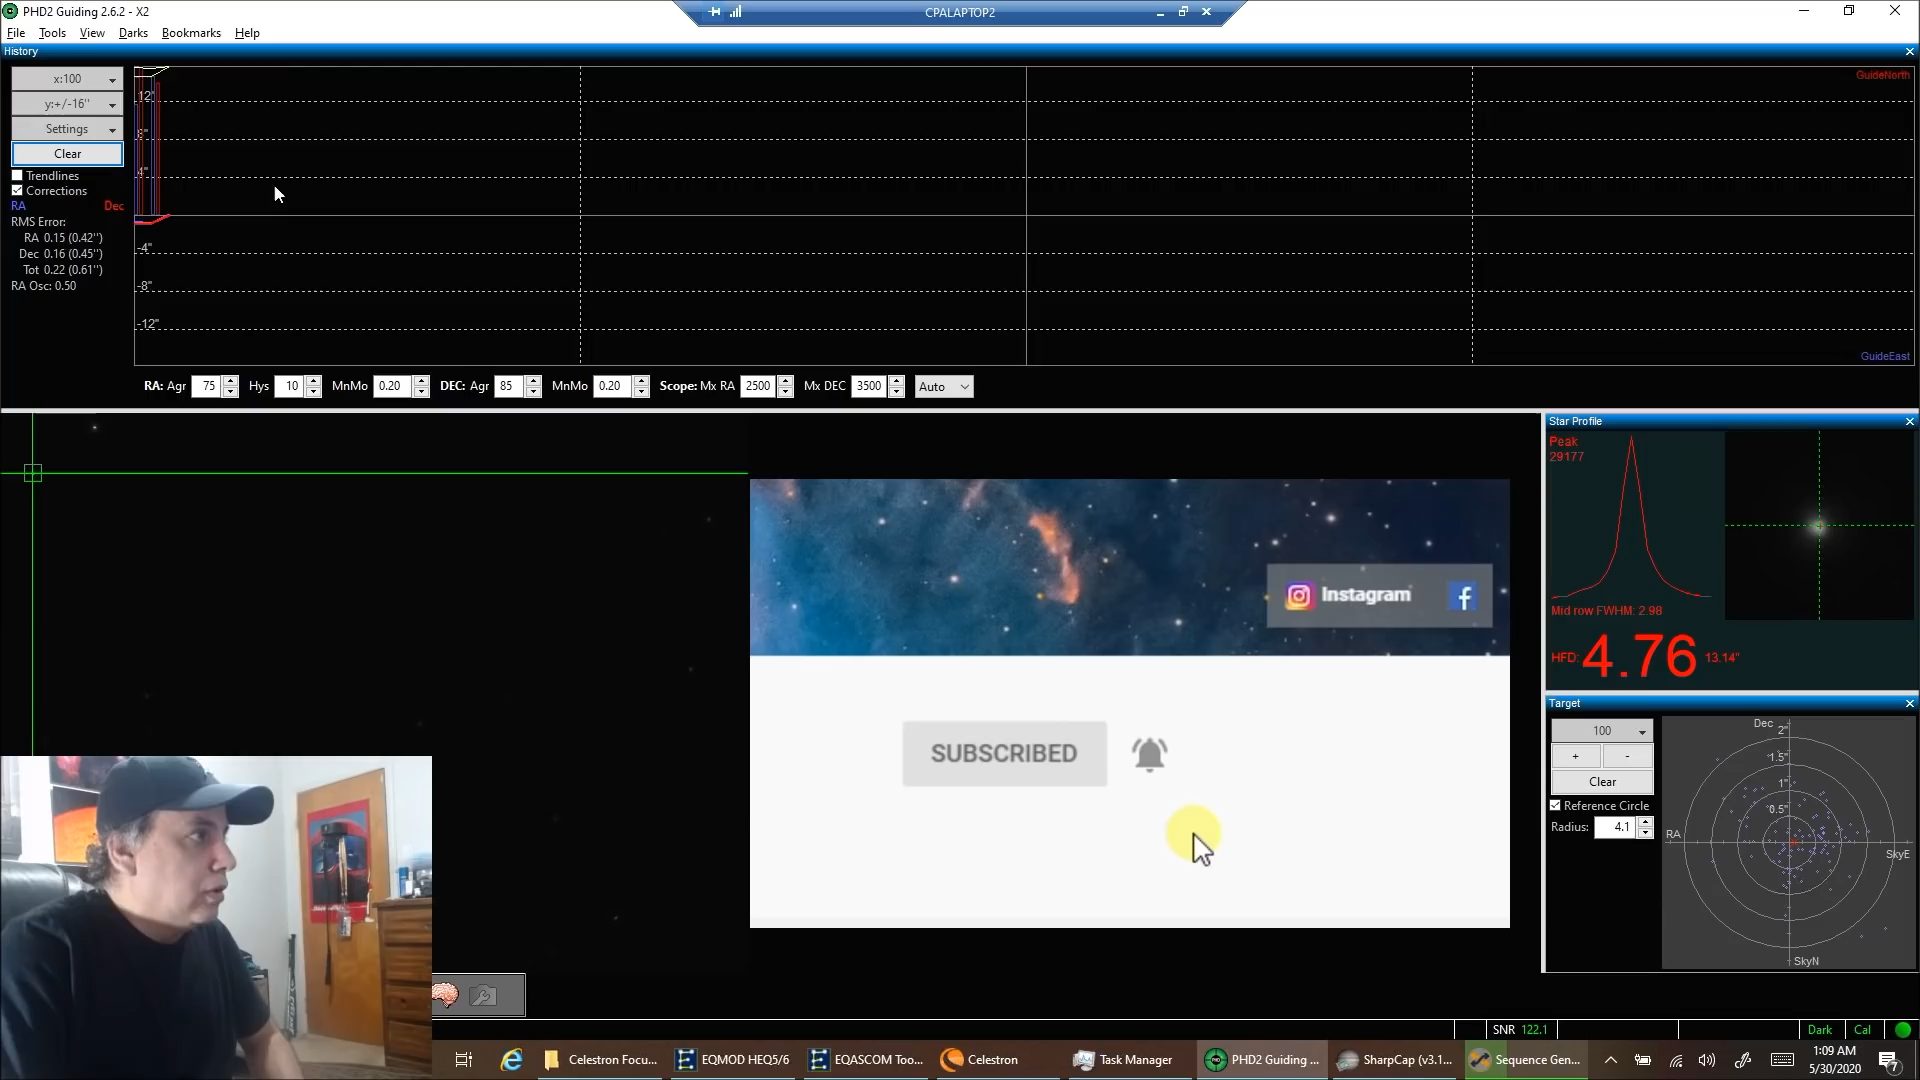 PHD2 Guiding 2.6.2 - X2
CPALAPTOP2
File Tools View Darks Bookmarks Help
History
x:100
y:+/-16"
Settings
Clear
Trendlines
Corrections
RA Dec
RMS Error:
RA 0.15 (0.42")
Dec 0.16 (0.45")
Tot 0.22 (0.61")
RA Osc: 0.50
12"
8"
4"
-4"
-8"
-12"
GuideNorth
GuideEast
RA: Agr 75 Hys 10 MnMo 0.20 DEC: Agr 85 MnMo 0.20 Scope: Mx RA 2500 Mx DEC 3500 Auto
Star Profile
Peak
29177
Mid row FWHM: 2.98
HFD: 4.76 13.14"
Instagram
SUBSCRIBED
Target
100
+ -
Clear
Reference Circle
Radius: 4.1
Dec 2"
1.5"
1"
0.5"
RA
SkyE
SkyN
SNR 122.1
Dark Cal
Celestron Focu...
EQMOD HEQ5/6
EQASCOM Too...
Celestron
Task Manager
PHD2 Guiding ...
SharpCap (v3.1...
Sequence Gen...
1:09 AM
5/30/2020
7